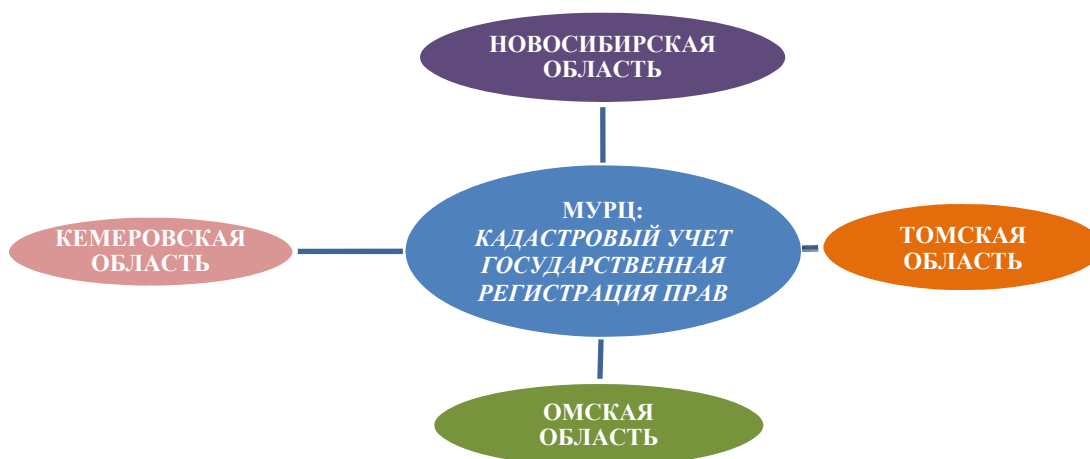 НОВОСИБИРСКАЯ
ОБЛАСТЬ
КЕМЕРОВСКАЯ
ОБЛАСТЬ
МУРЦ:
КАДАСТРОВЫЙ УЧЕТ
ГОСУДАРСТВЕННАЯ
РЕГИСТРАЦИЯ ПРАВ
ТОМСКАЯ
ОБЛАСТЬ
ОМСКАЯ
ОБЛАСТЬ